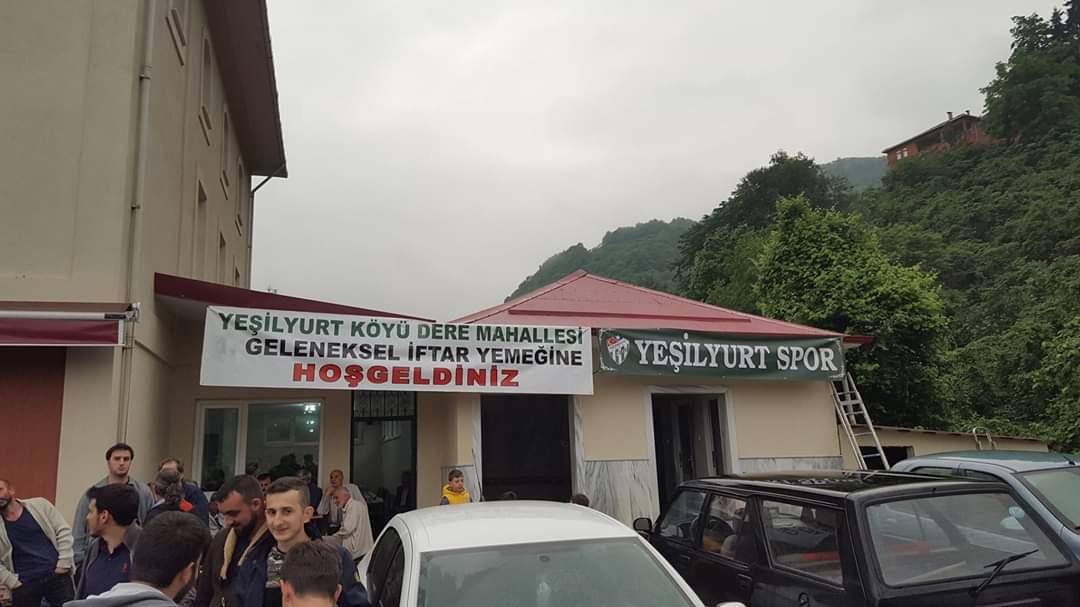 YEŞİLYURT KÖYÜ DERE MAHALLESİ
GELENEKSEL İFTAR YEMEĞİNE
HOŞGELDİNİZ
YEŞİLYURT SPOR